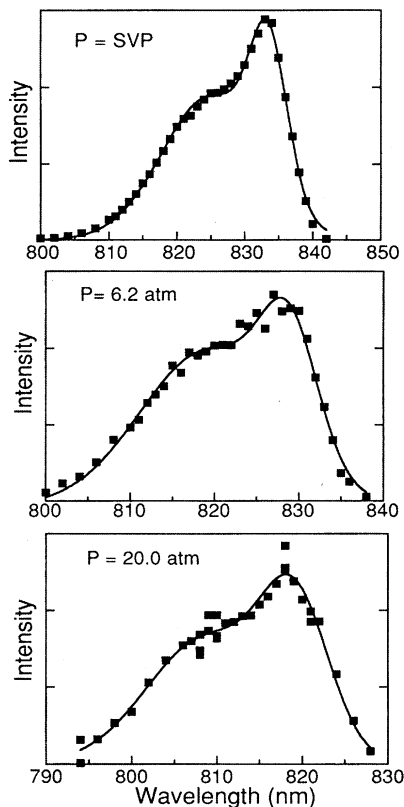 P = SVP
Intensity
800 810 820 830 840 850
P= 6.2 atm
Intensity
800 810 820 830 840
P = 20.0 atm
Intensity
790 800 810 820 830
Wavelength (nm)